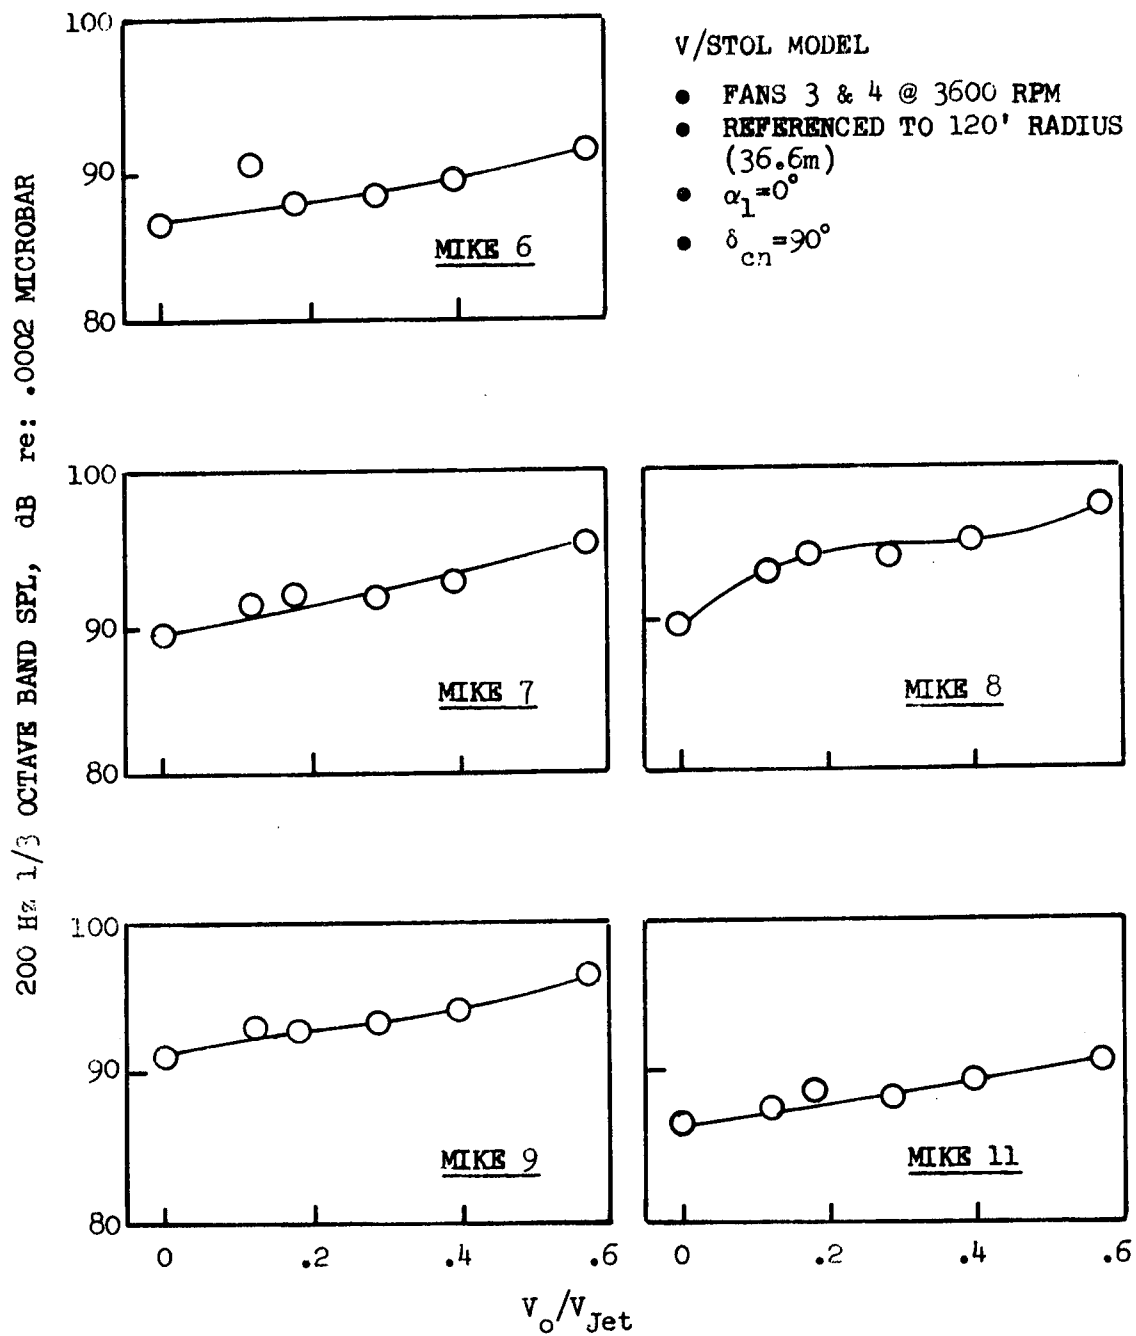 V/STOL MODEL
● FANS 3 & 4 @ 3600 RPM
● REFERENCED TO 120' RADIUS
(36.6m)
● α1=0°
● δcn=90°
200 Hz 1/3 OCTAVE BAND SPL, dB re: .0002 MICROBAR
100
90
80
MIKE 6
100
90
80
MIKE 7
MIKE 8
100
90
80
MIKE 9
MIKE 11
0 .2 .4 .6
0 .2 .4 .6
Vo/VJet